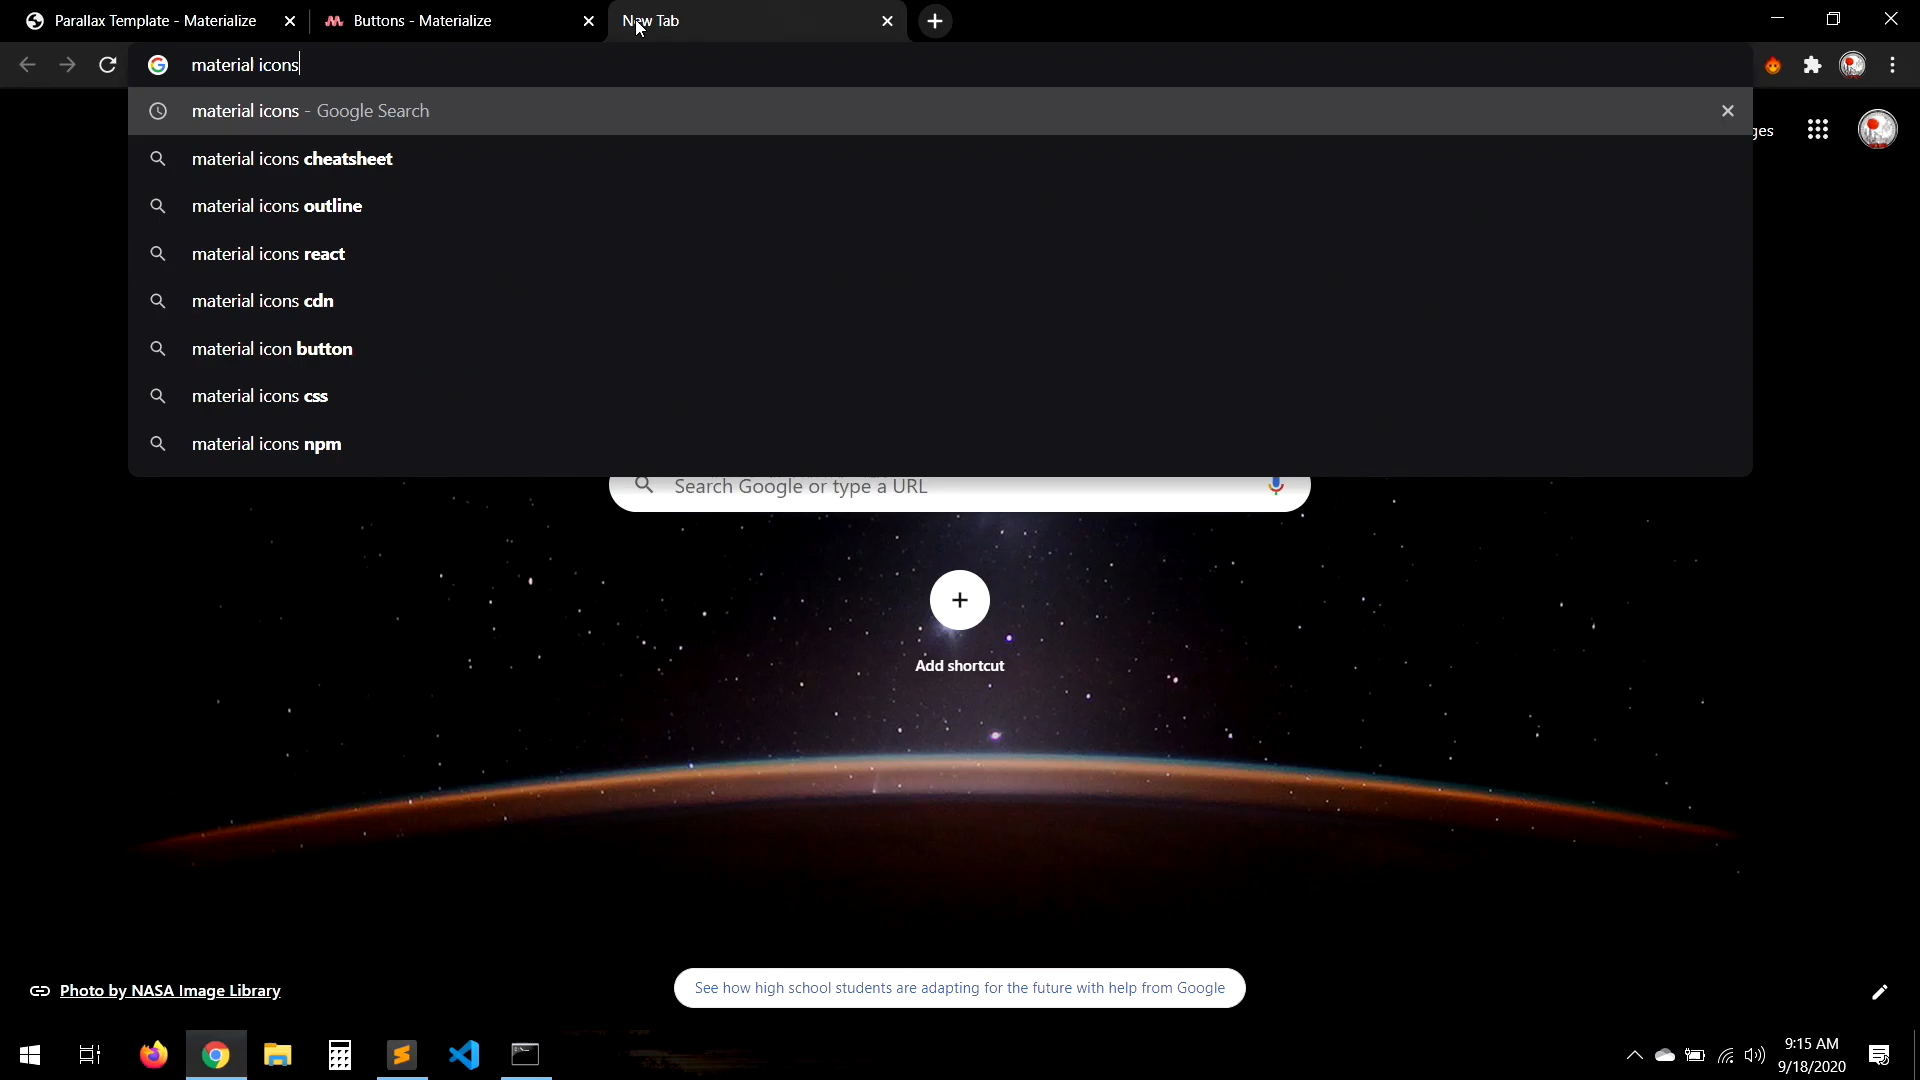 Parallax Template - Materialize
Buttons - Materialize
New Tab
material icons
material icons - Google Search
material icons cheatsheet
material icons outline
material icons react
material icons cdn
material icon button
material icons css
material icons npm
ges
Search Google or type a URL
Add shortcut
Photo by NASA Image Library
See how high school students are adapting for the future with help from Google
9:15 AM
9/18/2020